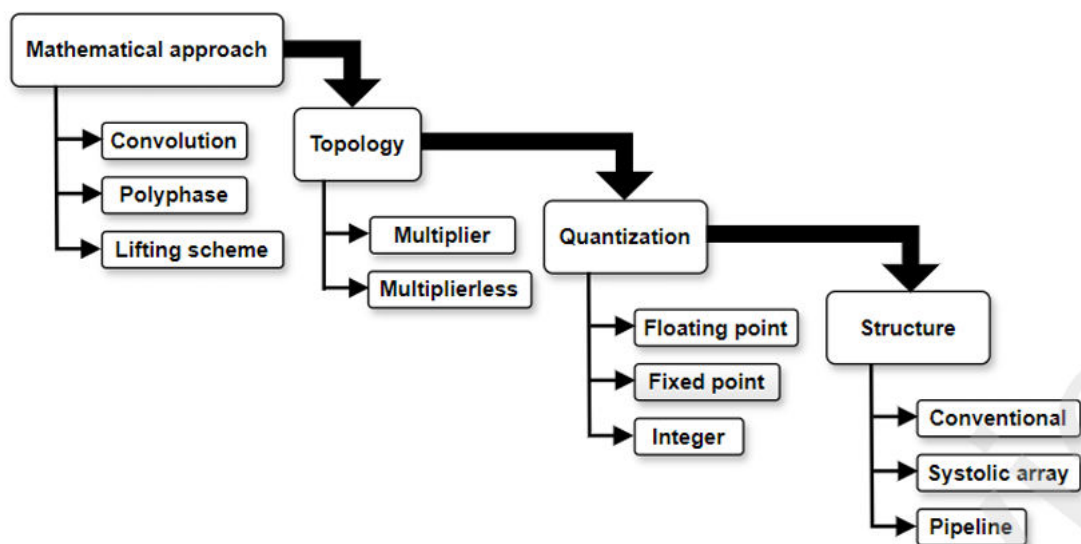 Mathematical approach
Convolution
Polyphase
Lifting scheme
Topology
Multiplier
Multiplierless
Quantization
Floating point
Fixed point
Integer
Structure
Conventional
Systolic array
Pipeline